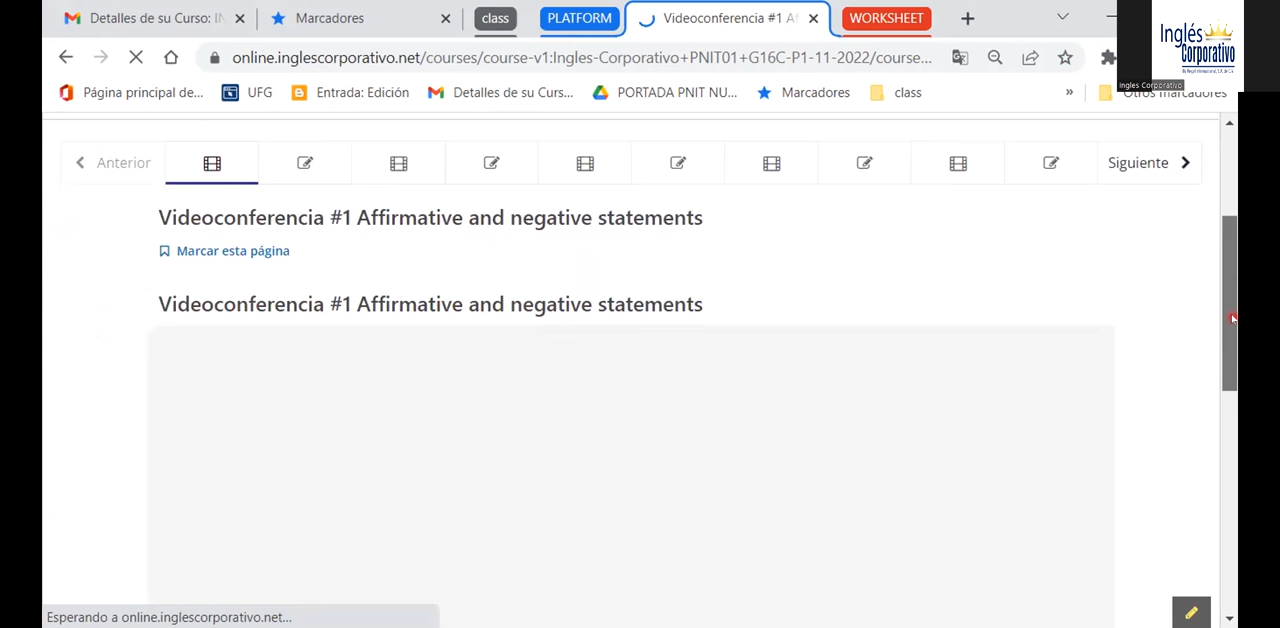 Detalles de su Curso: IN
Marcadores
class
PLATFORM
Videoconferencia #1 Af
WORKSHEET
online.inglescorporativo.net/courses/course-v1:Ingles-Corporativo+PNIT01+G16C-P1-11-2022/course...
Página principal de...
UFG
Entrada: Edición
Detalles de su Curs...
PORTADA PNIT NU...
Marcadores
class
»
Otros marcadores
Inglés
Corporativo
Ingles Corporativo
Anterior
Siguiente
Videoconferencia #1 Affirmative and negative statements
Marcar esta página
Videoconferencia #1 Affirmative and negative statements
Esperando a online.inglescorporativo.net...